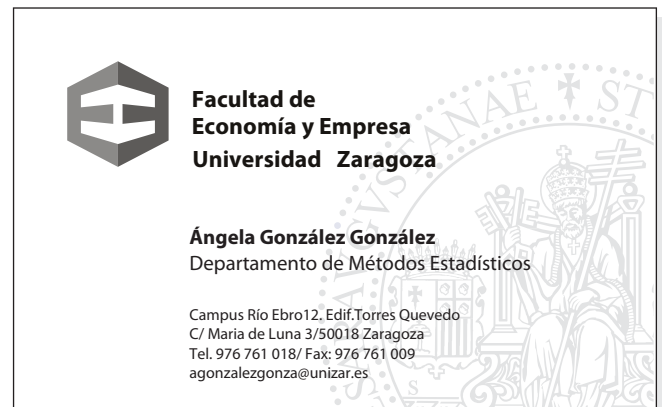 Facultad de
Economía y Empresa
Universidad Zaragoza
Ángela González González
Departamento de Métodos Estadísticos
Campus Río Ebro12. Edif.Torres Quevedo
C/ Maria de Luna 3/50018 Zaragoza
Tel. 976 761 018/ Fax: 976 761 009
agonzalezgonza@unizar.es